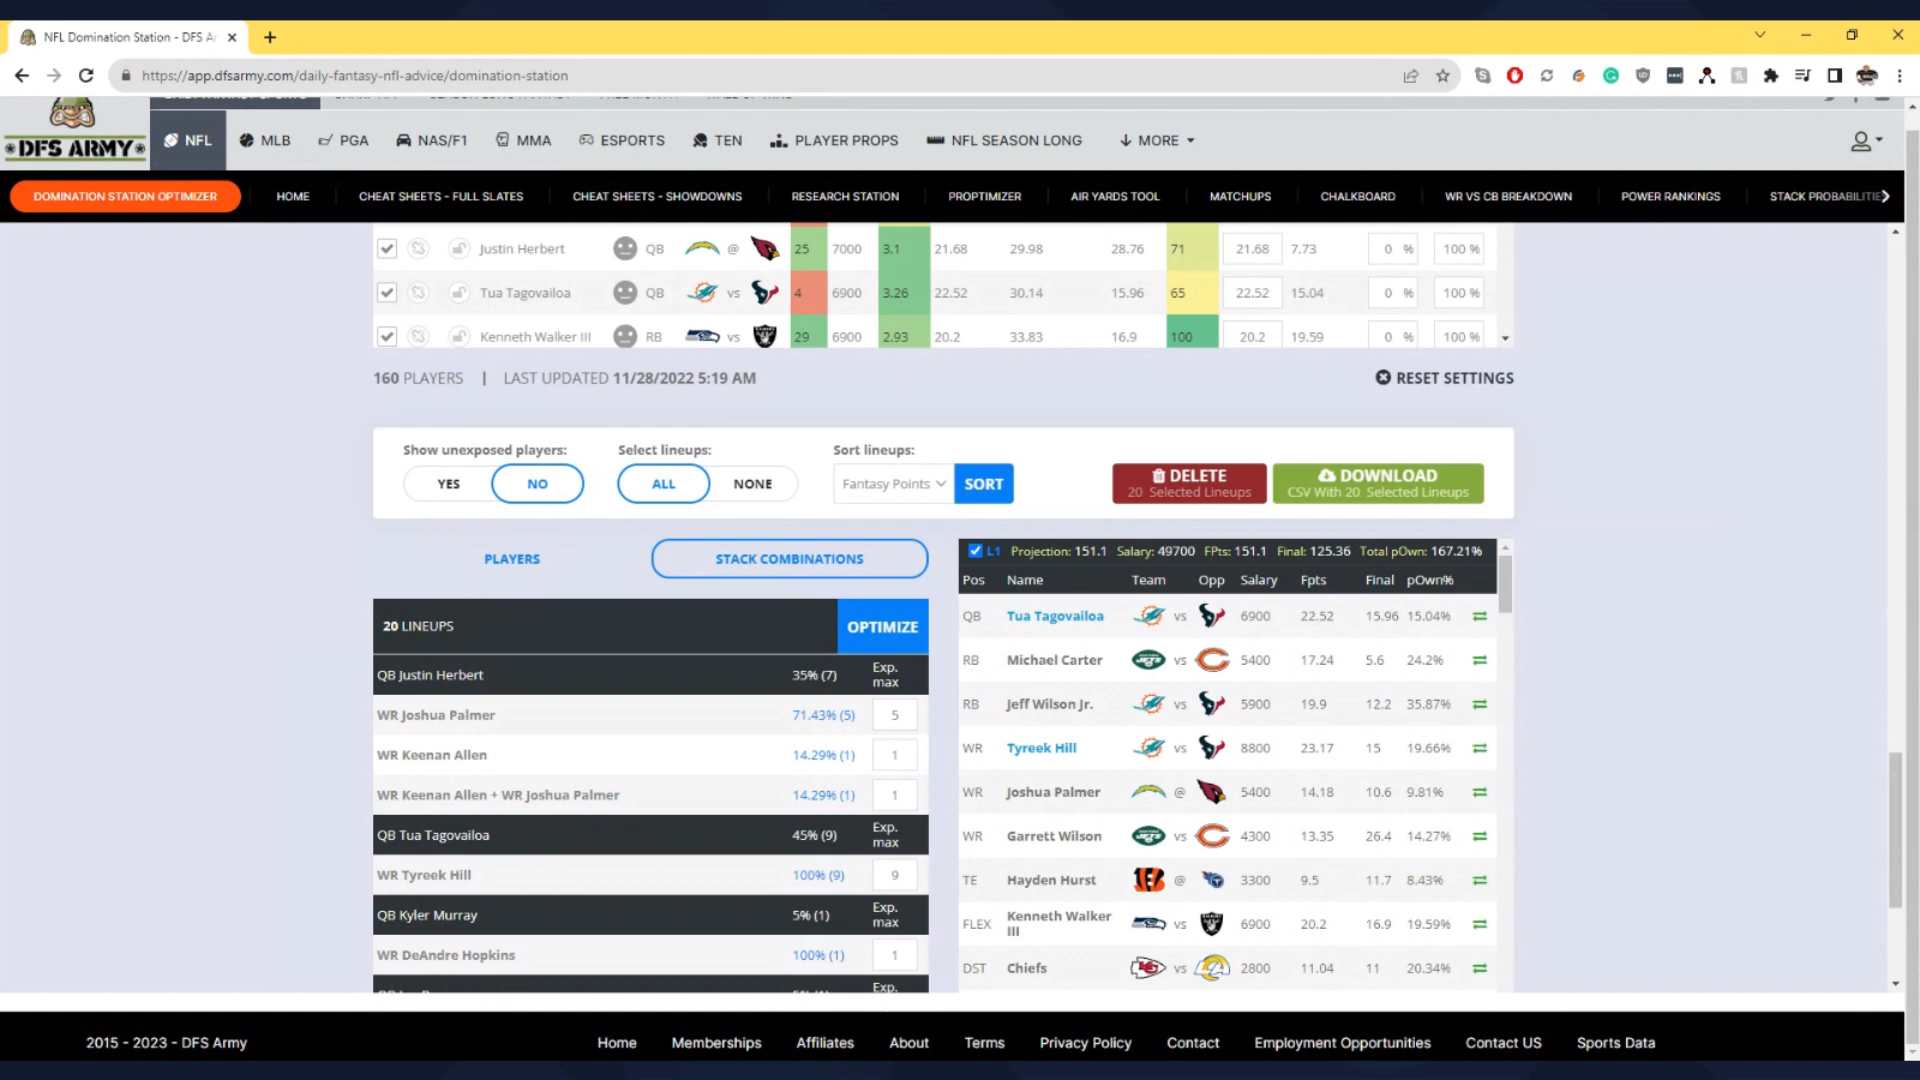 NFL Domination Station - DFS Ar
https://app.dfsarmy.com/daily-fantasy-nfl-advice/domination-station
DFS ARMY
NFL MLB PGA NAS/F1 MMA ESPORTS TEN PLAYER PROPS NFL SEASON LONG MORE
DOMINATION STATION OPTIMIZER HOME CHEAT SHEETS - FULL SLATES CHEAT SHEETS - SHOWDOWNS RESEARCH STATION PROPTIMIZER AIR YARDS TOOL MATCHUPS CHALKBOARD WR VS CB BREAKDOWN POWER RANKINGS STACK PROBABILITIE
Justin Herbert QB @ 25 7000 3.1 21.68 29.98 28.76 71 21.68 7.73 0 % 100 %
Tua Tagovailoa QB vs 4 6900 3.26 22.52 30.14 15.96 65 22.52 15.04 0 % 100 %
Kenneth Walker III RB vs 29 6900 2.93 20.2 33.83 16.9 100 20.2 19.59 0 % 100 %
160 PLAYERS | LAST UPDATED 11/28/2022 5:19 AM
RESET SETTINGS
Show unexposed players: Select lineups: Sort lineups:
YES NO ALL NONE Fantasy Points SORT
DELETE
20 Selected Lineups
DOWNLOAD
CSV With 20 Selected Lineups
PLAYERS STACK COMBINATIONS
20 LINEUPS OPTIMIZE
QB Justin Herbert 35% (7) Exp. max
WR Joshua Palmer 71.43% (5) 5
WR Keenan Allen 14.29% (1) 1
WR Keenan Allen + WR Joshua Palmer 14.29% (1) 1
QB Tua Tagovailoa 45% (9) Exp. max
WR Tyreek Hill 100% (9) 9
QB Kyler Murray 5% (1) Exp. max
WR DeAndre Hopkins 100% (1) 1
Exp.
L1 Projection: 151.1 Salary: 49700 FPts: 151.1 Final: 125.36 Total pOwn: 167.21%
Pos Name Team Opp Salary Fpts Final pOwn%
QB Tua Tagovailoa vs 6900 22.52 15.96 15.04%
RB Michael Carter vs 5400 17.24 5.6 24.2%
RB Jeff Wilson Jr. vs 5900 19.9 12.2 35.87%
WR Tyreek Hill vs 8800 23.17 15 19.66%
WR Joshua Palmer @ 5400 14.18 10.6 9.81%
WR Garrett Wilson vs 4300 13.35 26.4 14.27%
TE Hayden Hurst @ 3300 9.5 11.7 8.43%
FLEX Kenneth Walker III vs 6900 20.2 16.9 19.59%
DST Chiefs vs 2800 11.04 11 20.34%
2015 - 2023 - DFS Army Home Memberships Affiliates About Terms Privacy Policy Contact Employment Opportunities Contact US Sports Data